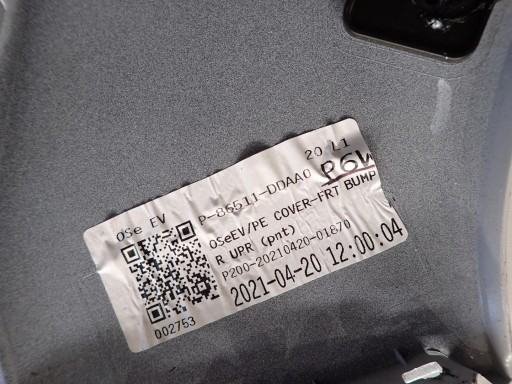 20 L1
OSe EV P-86511-DDAA0 P6W
OSeEV/PE COVER-FRT BUMP
R UPR (pnt)
P200-20210420-01670
002753 2021-04-20 12:00:04